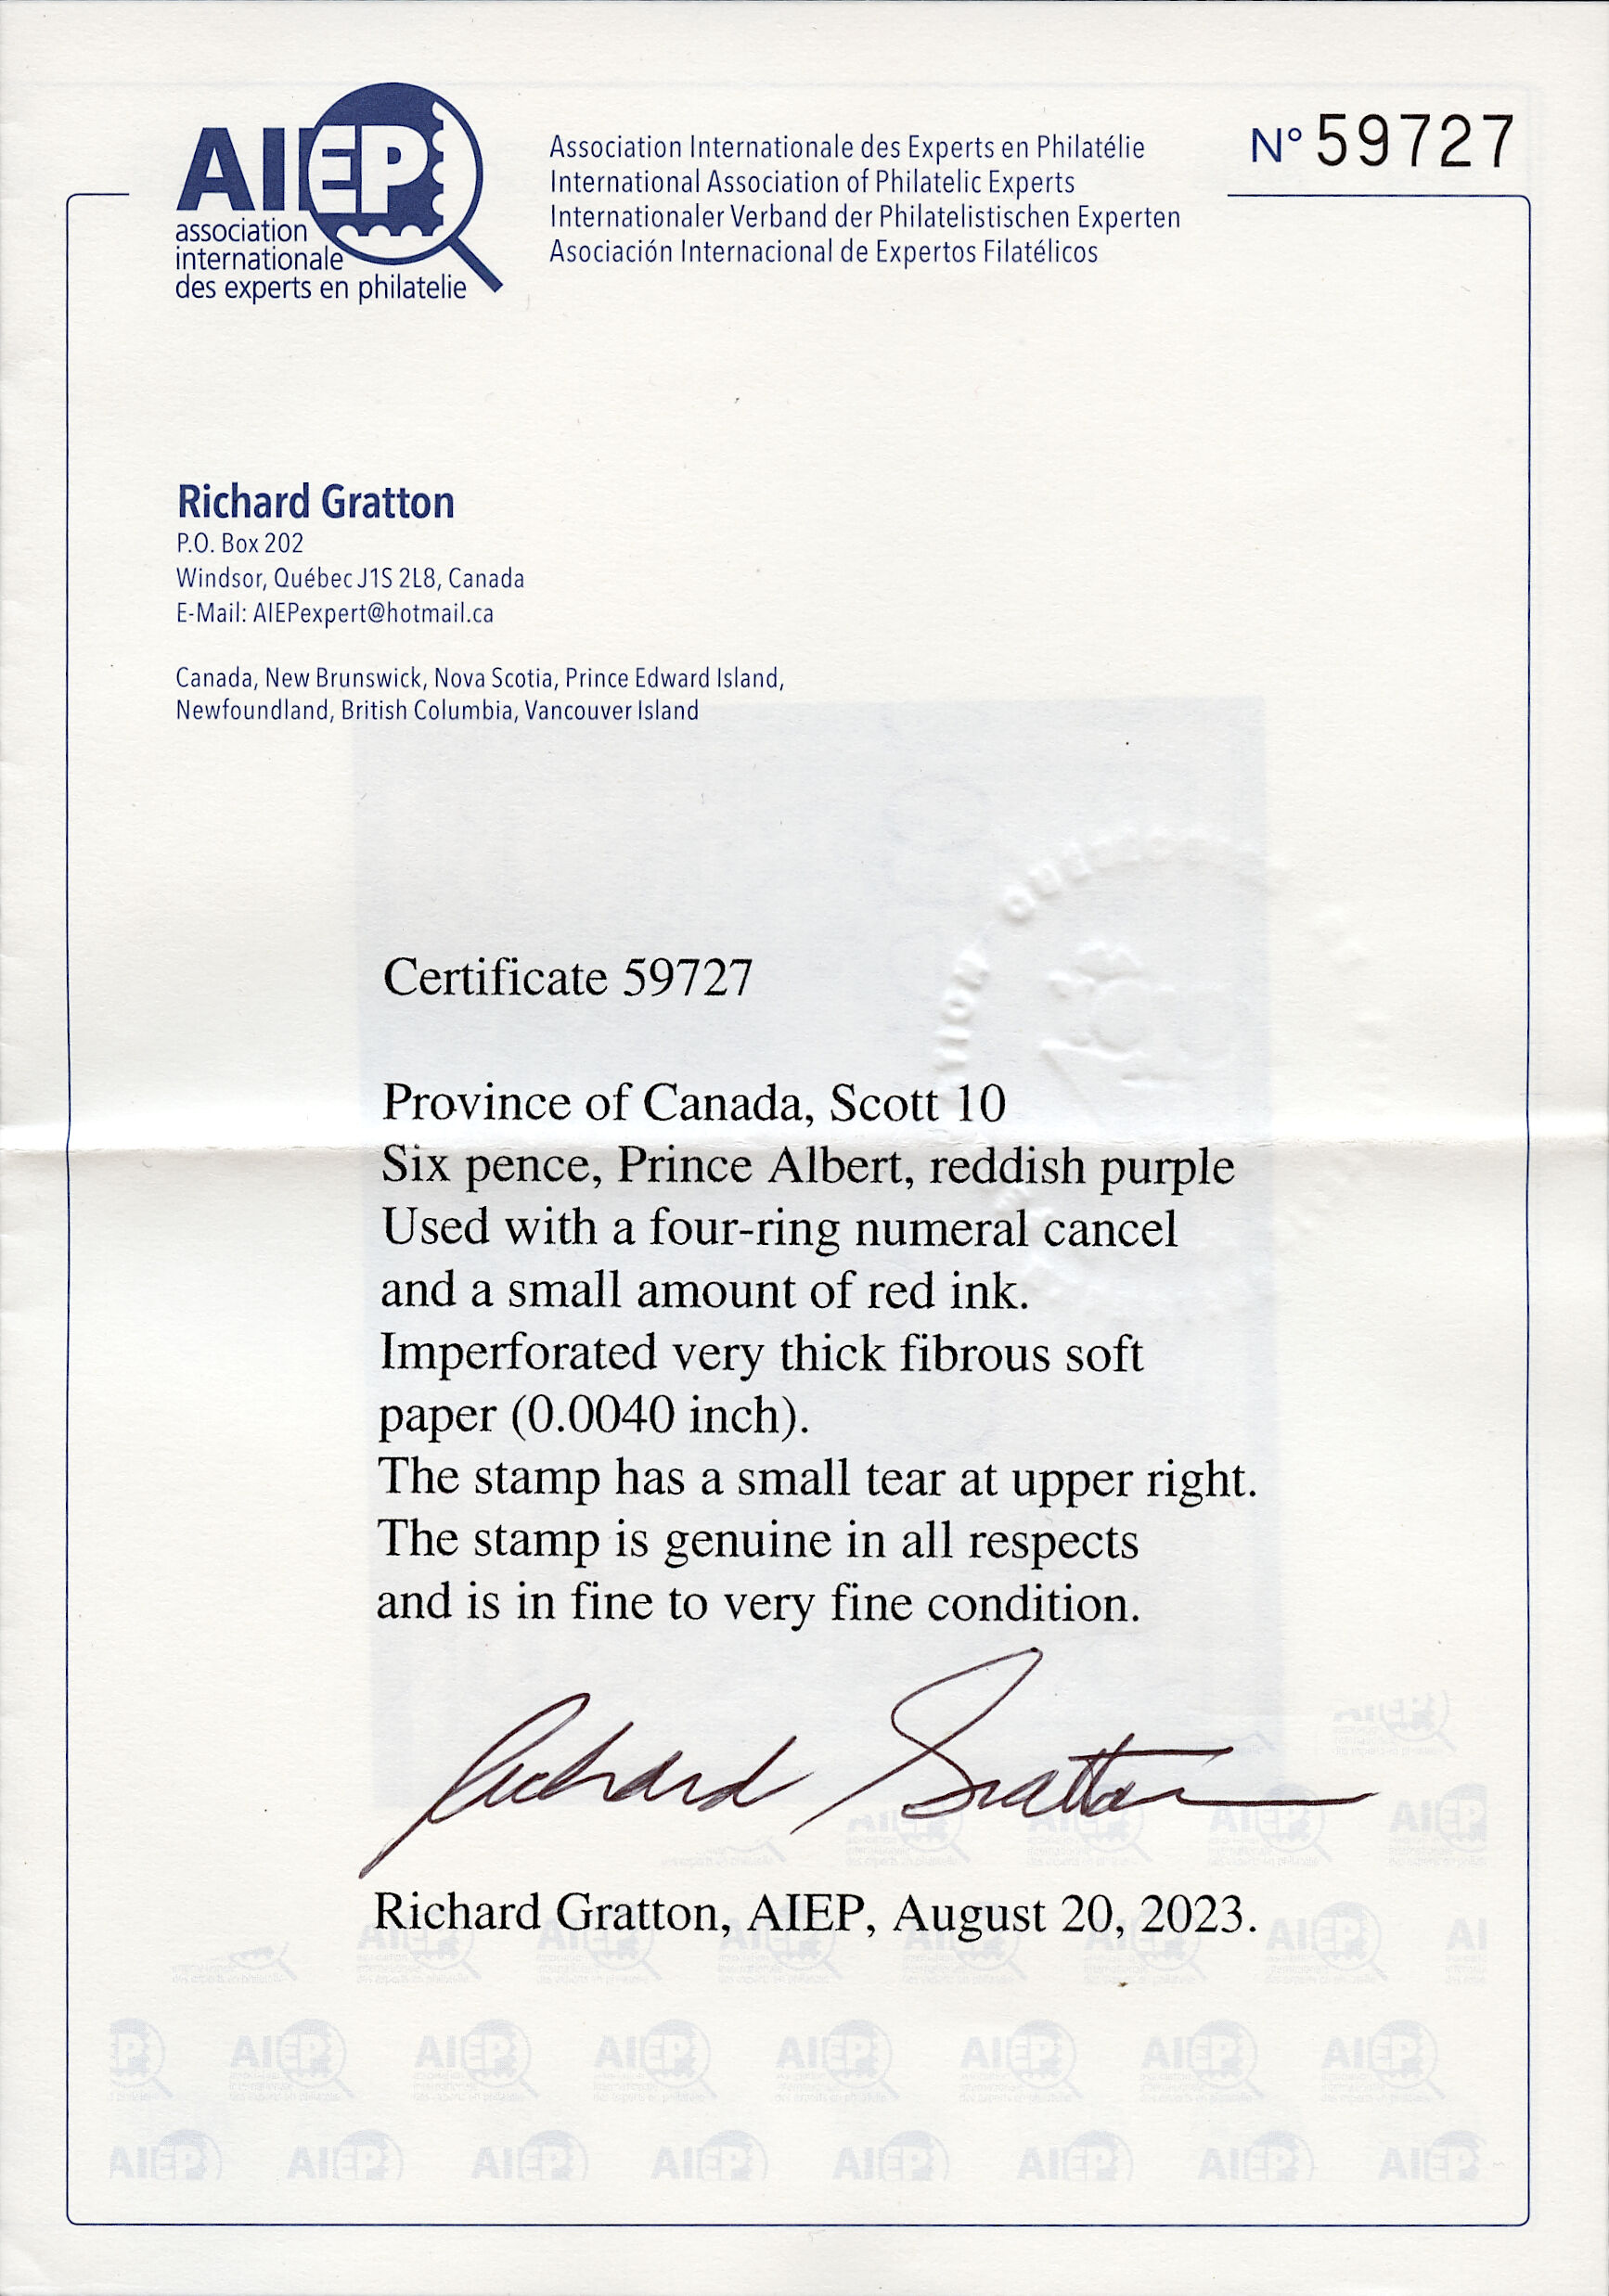 AIEP
association
internationale
des experts en philatelie
Association Internationale des Experts en Philatélie
International Association of Philatelic Experts
Internationaler Verband der Philatelistischen Experten
Asociación Internacional de Expertos Filatélicos
N° 59727
Richard Gratton
P.O. Box 202
Windsor, Québec J1S 2L8, Canada
E-Mail: AIEPexpert@hotmail.ca
Canada, New Brunswick, Nova Scotia, Prince Edward Island,
Newfoundland, British Columbia, Vancouver Island
Certificate 59727
Province of Canada, Scott 10
Six pence, Prince Albert, reddish purple
Used with a four-ring numeral cancel
and a small amount of red ink.
Imperforated very thick fibrous soft
paper (0.0040 inch).
The stamp has a small tear at upper right.
The stamp is genuine in all respects
and is in fine to very fine condition.
Richard Gratton
Richard Gratton, AIEP, August 20, 2023.